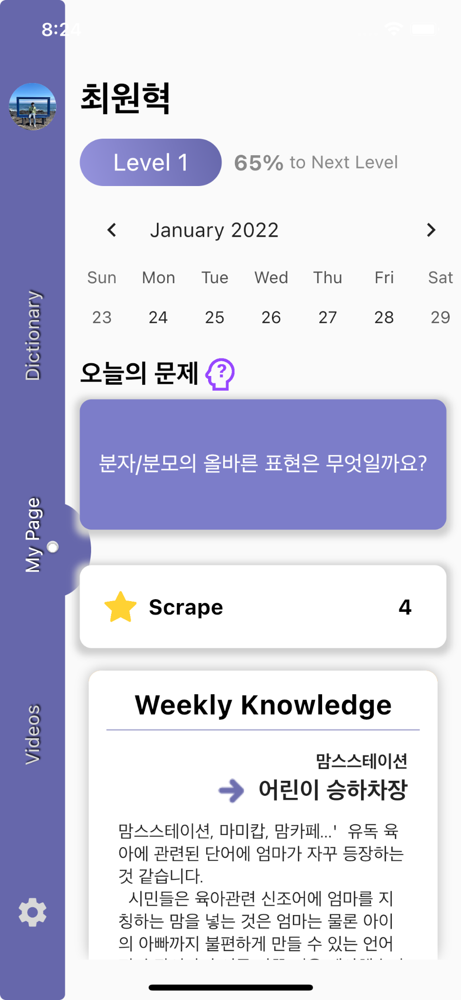 8:24
최원혁
Level 1
65% to Next Level
January 2022
Sun Mon Tue Wed Thu Fri Sat
23 24 25 26 27 28 29
Dictionary
오늘의 문제
?
분자/분모의 올바른 표현은 무엇일까요?
My Page
Scrape 4
Weekly Knowledge
Videos
맘스스테이션
어린이 승하차장
맘스스테이션, 마미캅, 맘카페...' 유독 육
아에 관련된 단어에 엄마가 자꾸 등장하는
것 같습니다.
시민들은 육아관련 신조어에 엄마를 지
칭하는 맘을 넣는 것은 엄마는 물론 아이
의 아빠까지 불편하게 만들 수 있는 언어